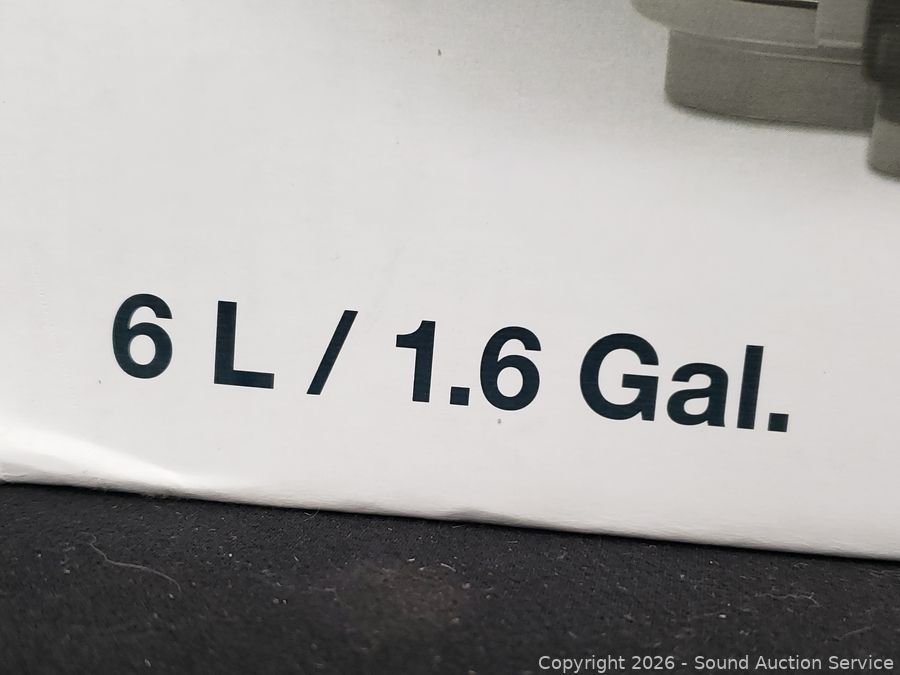 6 L / 1.6 Gal.
Copyright 2026 - Sound Auction Service